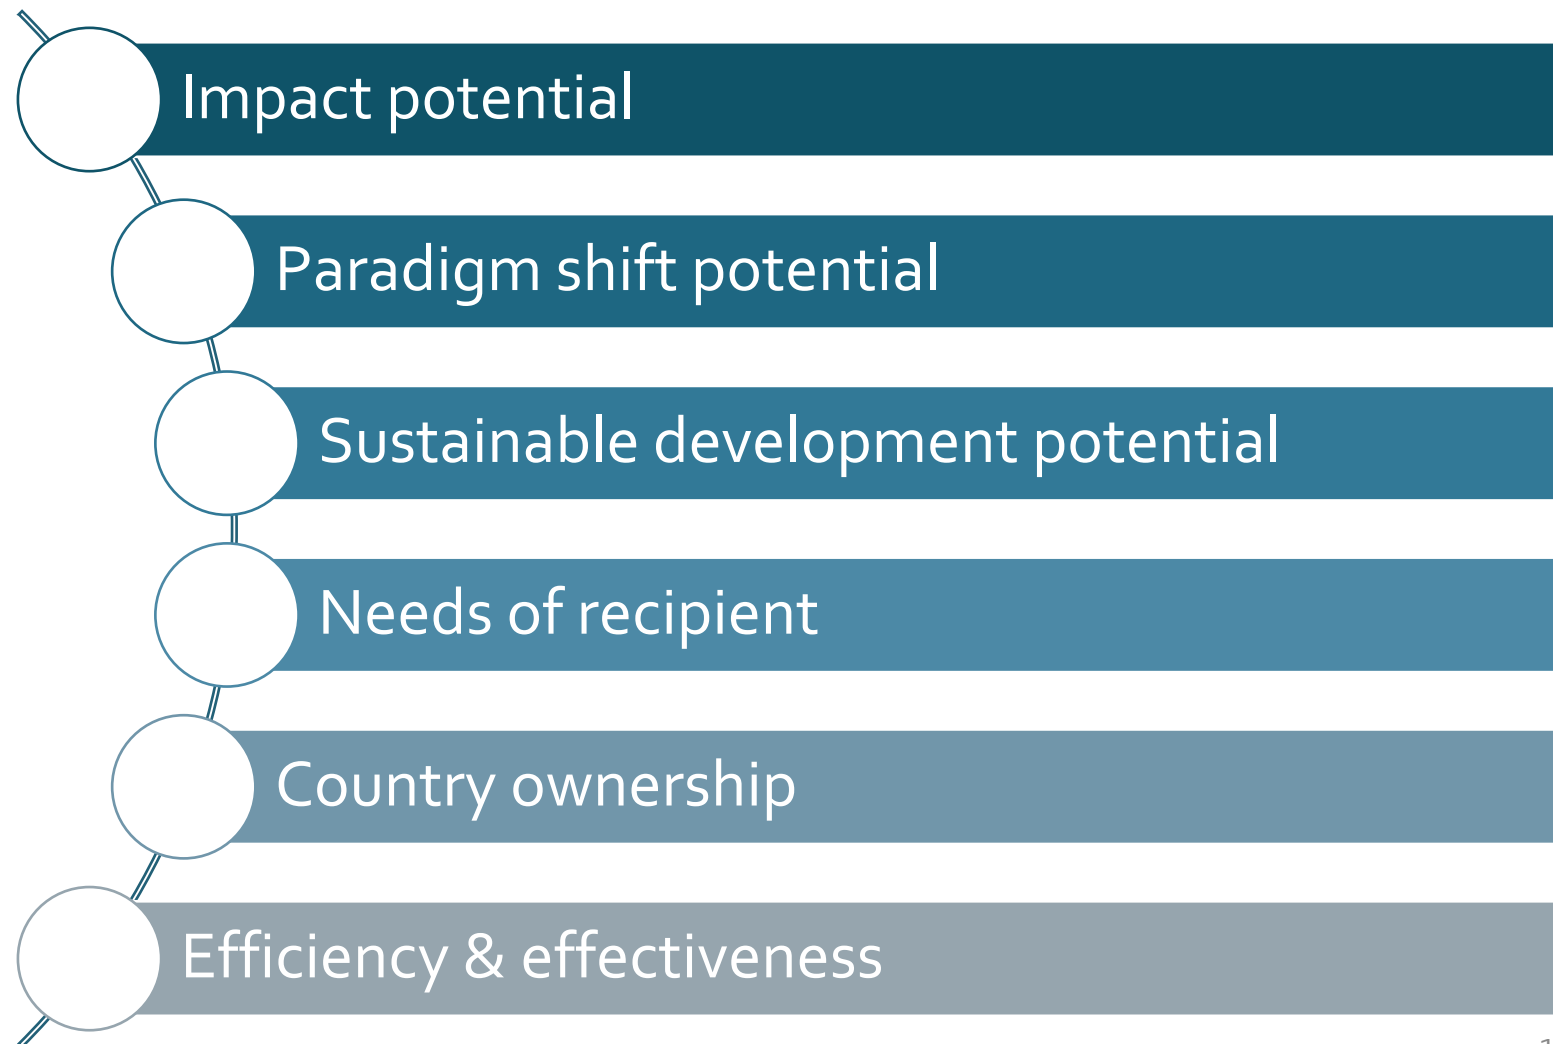 Impact potential
Paradigm shift potential
Sustainable development potential
Needs of recipient
Country ownership
Efficiency & effectiveness